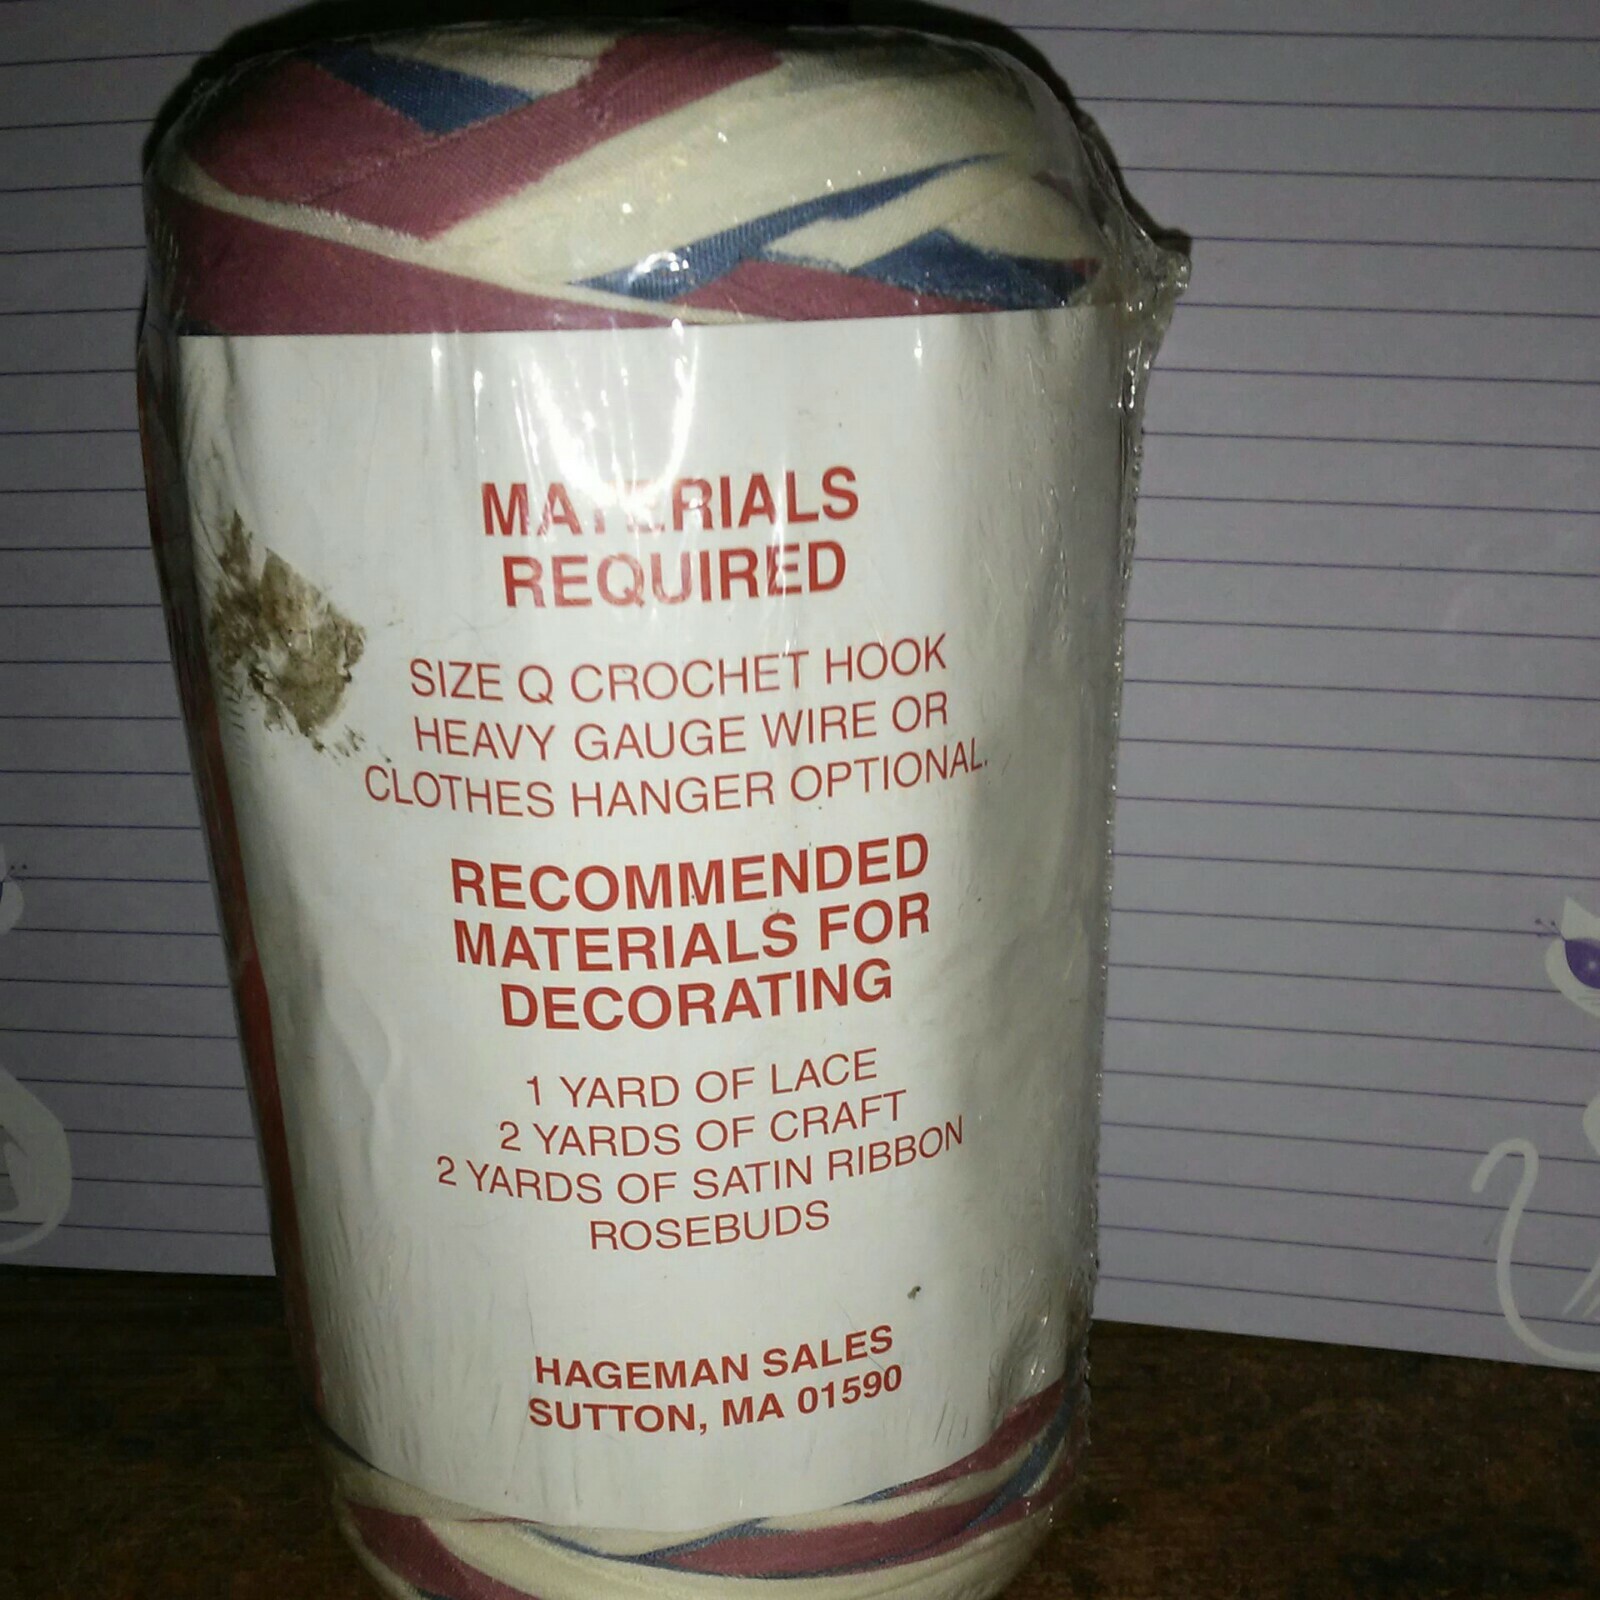 MATERIALS
REQUIRED
SIZE Q CROCHET HOOK
HEAVY GAUGE WIRE OR
CLOTHES HANGER OPTIONAL.
RECOMMENDED
MATERIALS FOR
DECORATING
1 YARD OF LACE
2 YARDS OF CRAFT
2 YARDS OF SATIN RIBBON
ROSEBUDS
HAGEMAN SALES
SUTTON, MA 01590